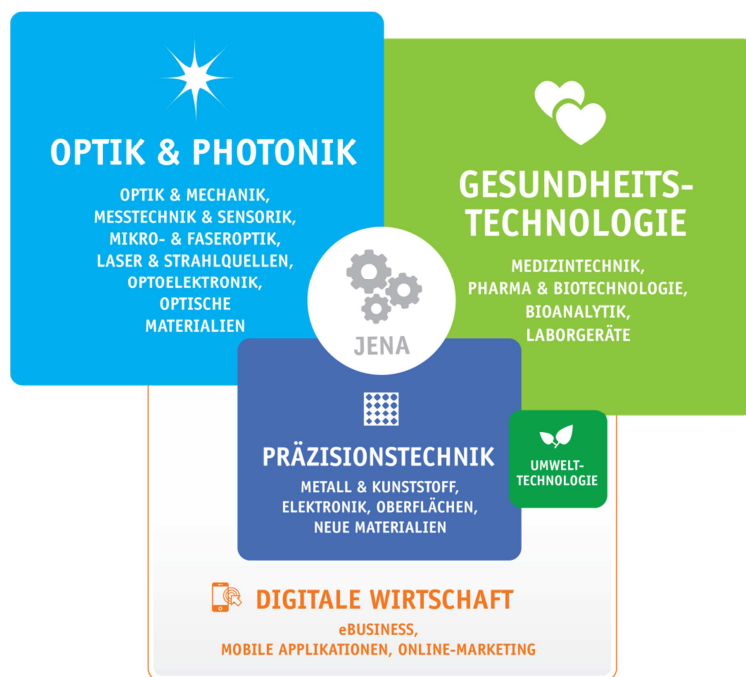 OPTIK & PHOTONIK
OPTIK & MECHANIK,
MESSTECHNIK & SENSORIK,
MIKRO- & FASEROPTIK,
LASER & STRAHLQUELLEN,
OPTOELEKTRONIK,
OPTISCHE
MATERIALIEN
GESUNDHEITS-
TECHNOLOGIE
MEDIZINTECHNIK,
PHARMA & BIOTECHNOLOGIE,
BIOANALYTIK,
LABORGERÄTE
JENA
PRÄZISIONSTECHNIK
METALL & KUNSTSTOFF,
ELEKTRONIK, OBERFLÄCHEN,
NEUE MATERIALIEN
UMWELT-
TECHNOLOGIE
DIGITALE WIRTSCHAFT
eBUSINESS,
MOBILE APPLIKATIONEN, ONLINE-MARKETING